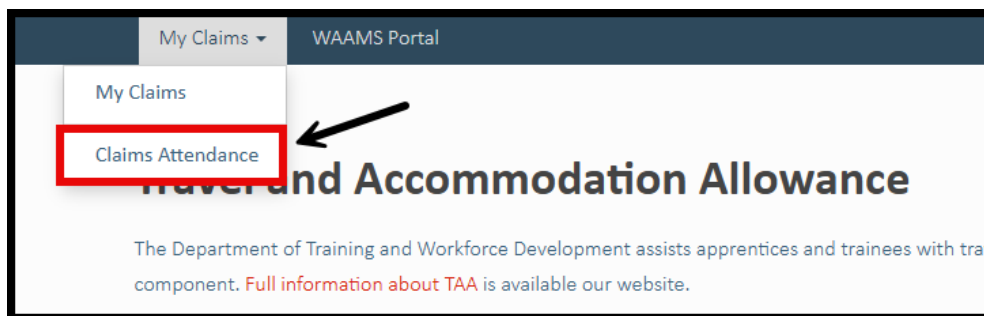 My Claims WAAMS Portal
My Claims
Claims Attendance
Travel and Accommodation Allowance
The Department of Training and Workforce Development assists apprentices and trainees with tra
component. Full information about TAA is available our website.